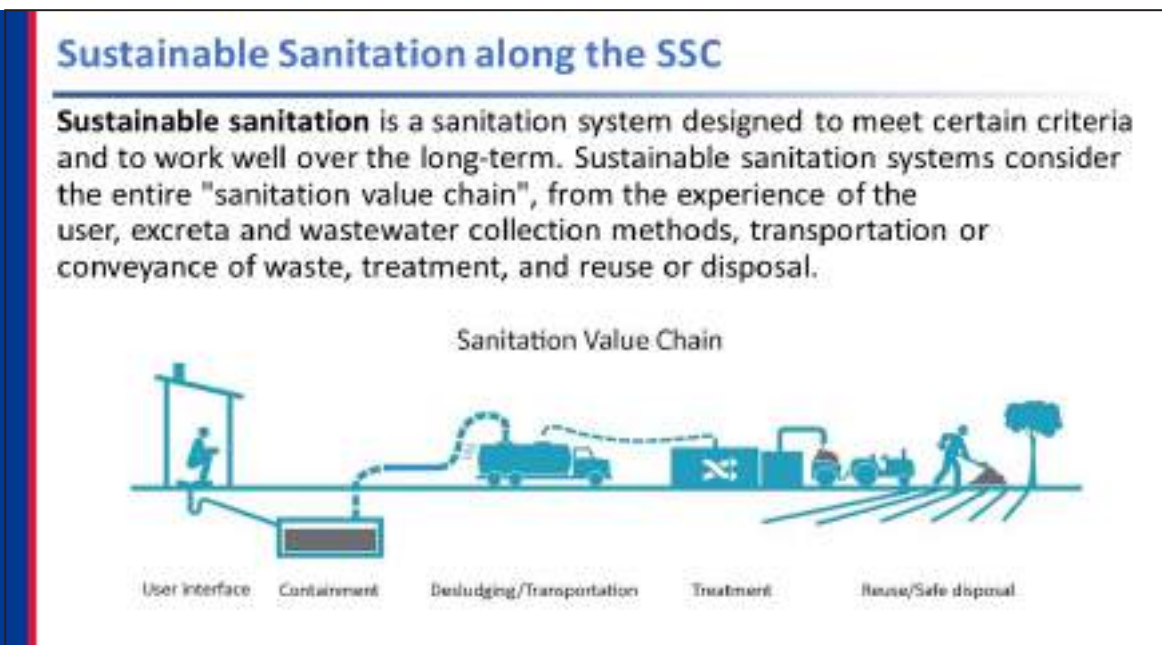 Sustainable Sanitation along the SSC
Sustainable sanitation is a sanitation system designed to meet certain criteria
and to work well over the long-term. Sustainable sanitation systems consider
the entire "sanitation value chain", from the experience of the
user, excreta and wastewater collection methods, transportation or
conveyance of waste, treatment, and reuse or disposal.
Sanitation Value Chain
User Interface Containment Desludging/Transportation Treatment Reuse/Safe disposal